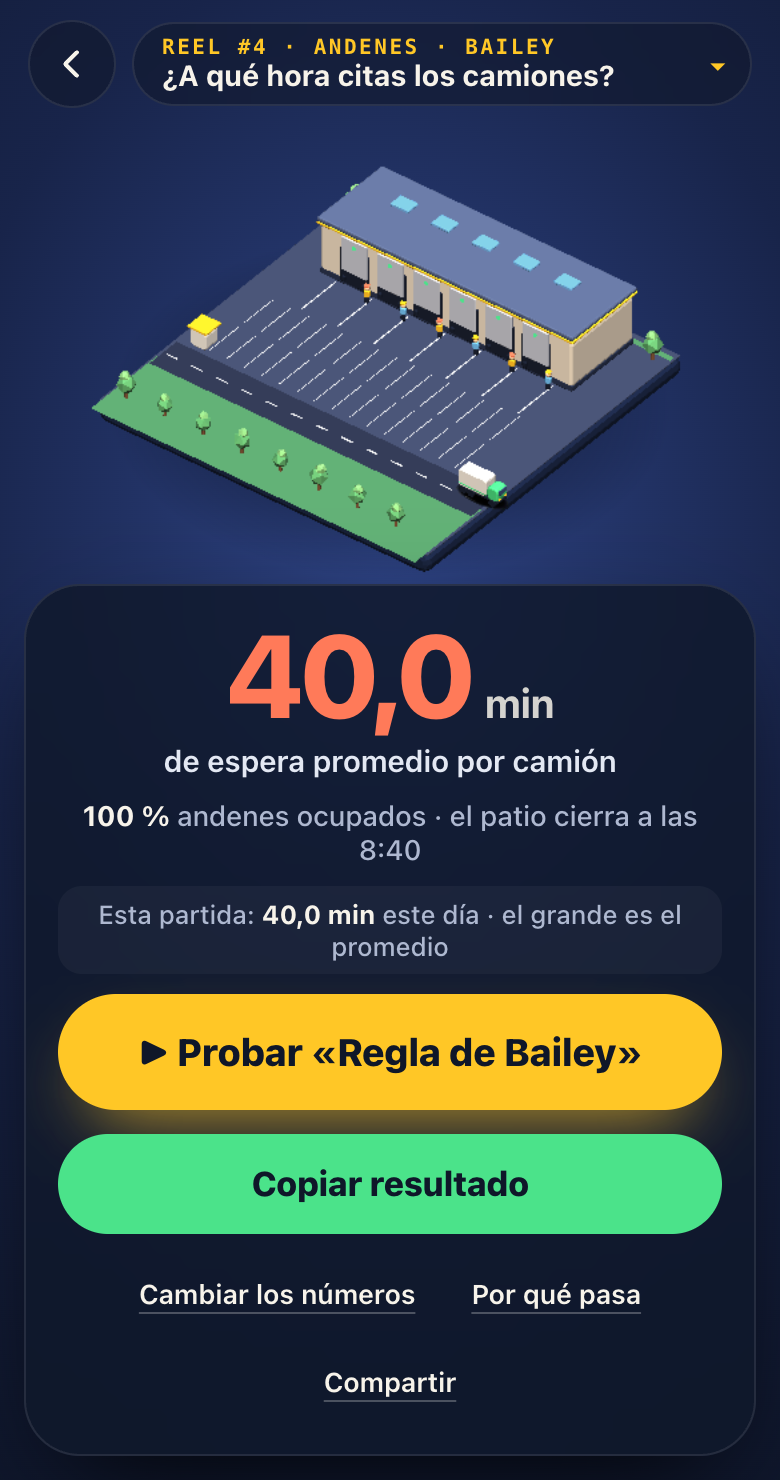 REEL #4 · ANDENES · BAILEY
¿A qué hora citas los camiones?
40,0 min
de espera promedio por camión
100 % andenes ocupados · el patio cierra a las
8:40
Esta partida: 40,0 min este día · el grande es el
promedio
Probar «Regla de Bailey»
Copiar resultado
Cambiar los números Por qué pasa
Compartir